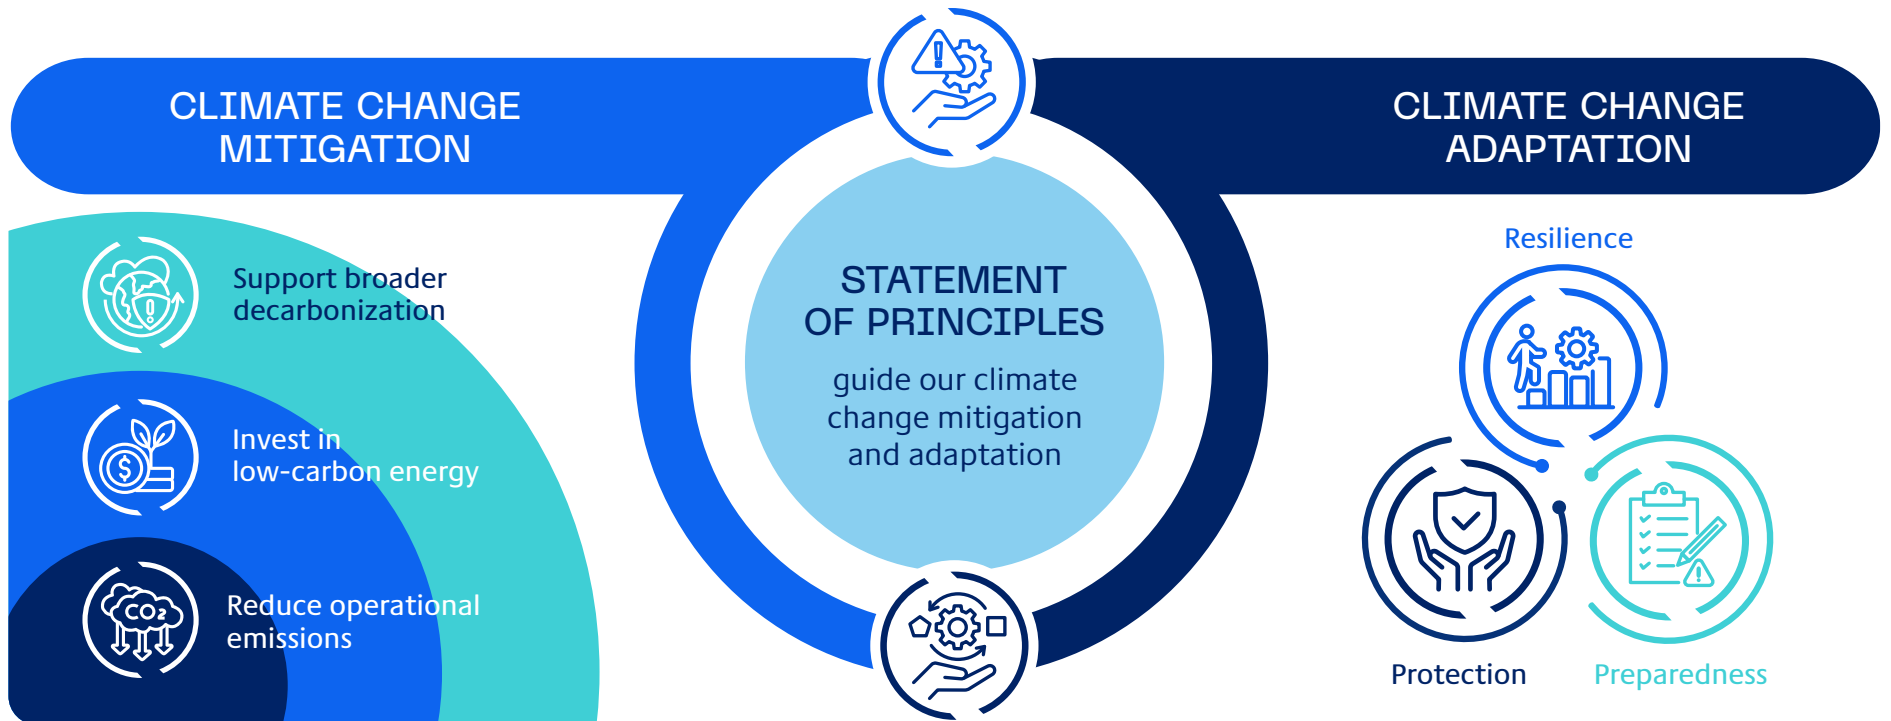 CLIMATE CHANGE
MITIGATION
Support broader
decarbonization
Invest in
low-carbon energy
$
Reduce operational
emissions
CO₂
STATEMENT
OF PRINCIPLES
guide our climate
change mitigation
and adaptation
CLIMATE CHANGE
ADAPTATION
Resilience
Protection
Preparedness